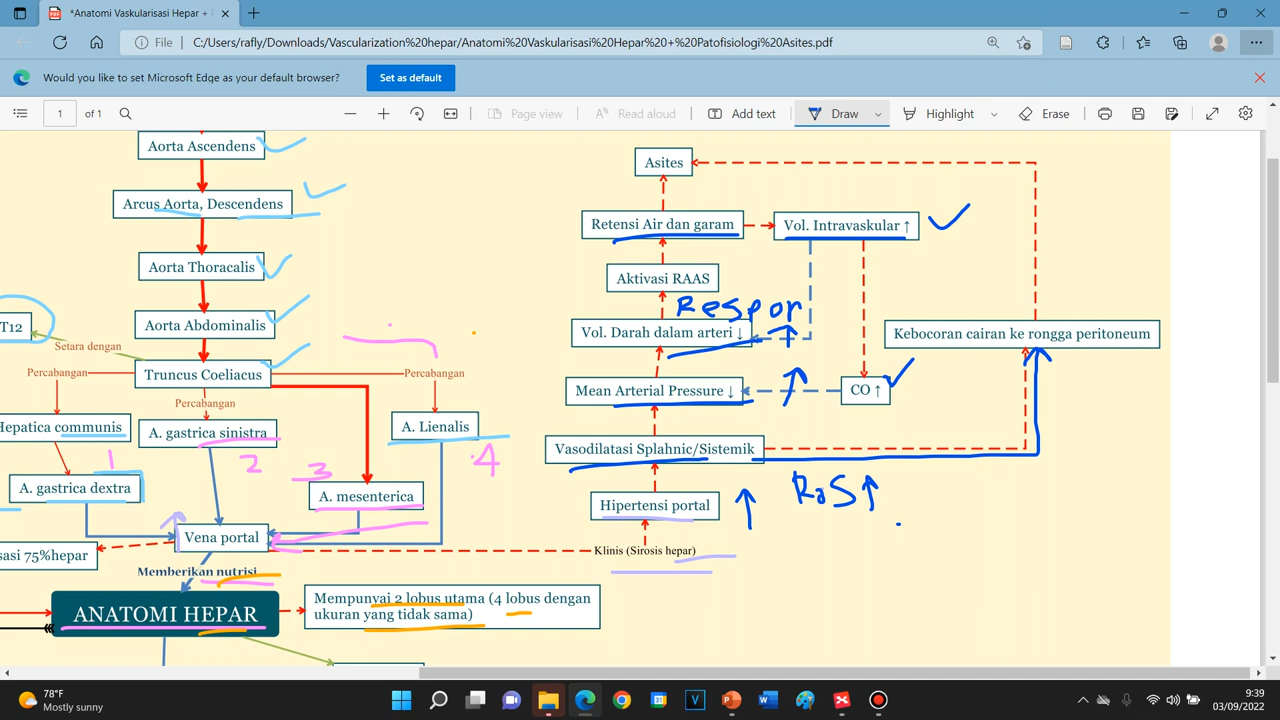 *Anatomi Vaskularisasi Hepar +
File
C:/Users/rafly/Downloads/Vascularization%20hepar/Anatomi%20Vaskularisasi%20Hepar%20+%20Patofisiologi%20Asites.pdf
Would you like to set Microsoft Edge as your default browser?
Set as default
1 of 1
Page view
Read aloud
Add text
Draw
Highlight
Erase
Aorta Ascendens
Arcus Aorta, Descendens
Aorta Thoracalis
T12
Aorta Abdominalis
Setara dengan
Percabangan
Truncus Coeliacus
Percabangan
Percabangan
Hepatica communis
A. gastrica sinistra
A. Lienalis
1
2
3
4
A. gastrica dextra
A. mesenterica
Vena portal
sasi 75%hepar
Memberikan nutrisi
ANATOMI HEPAR
Mempunyai 2 lobus utama (4 lobus dengan
ukuran yang tidak sama)
Asites
Retensi Air dan garam
Vol. Intravaskular ↑
Aktivasi RAAS
Respon
Vol. Darah dalam arteri ↓
Kebocoran cairan ke rongga peritoneum
Mean Arterial Pressure ↓
CO ↑
Vasodilatasi Splahnic/Sistemik
Hipertensi portal
RoS↑
Klinis (Sirosis hepar)
78°F
Mostly sunny
9:39
03/09/2022